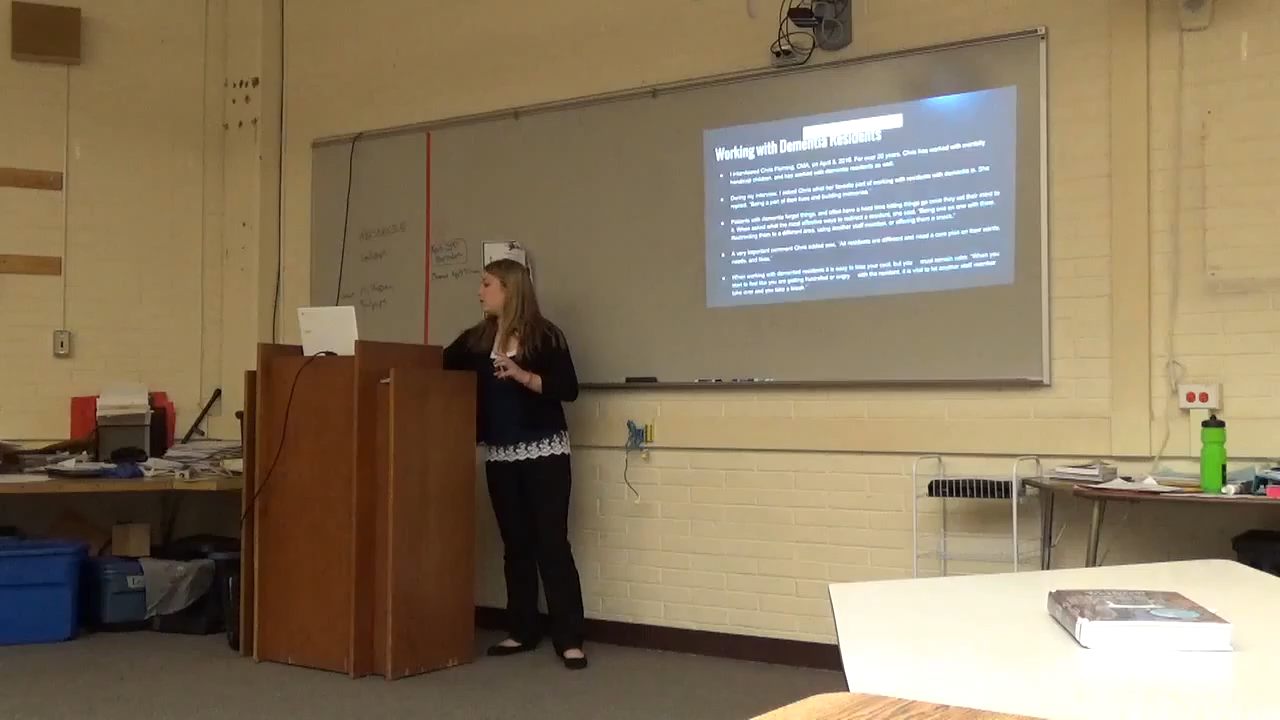 Working with Dementia Residents
I interviewed Chris Fleming, CMA, on April 5, 2016. For over 20 years, Chris has worked with mentally
handicap children, and has worked with dementia residents as well.
During my interview, I asked Chris what her favorite part of working with residents with dementia is. She
replied, "Being a part of their lives and building memories."
Patients with dementia forget things, and often have a hard time letting things go once they set their mind to
it. When asked what the most effective ways to redirect a resident, she said, "Being one on one with them.
Redirecting them to a different area, using another staff member, or offering them a snack."
A very important comment Chris added was, "All residents are different and need a care plan on their wants,
needs, and likes."
When working with demented residents it is easy to lose your cool, but you must remain calm. "When you
start to feel like you are getting frustrated or angry with the resident, it is vital to let another staff member
take over and you take a break."